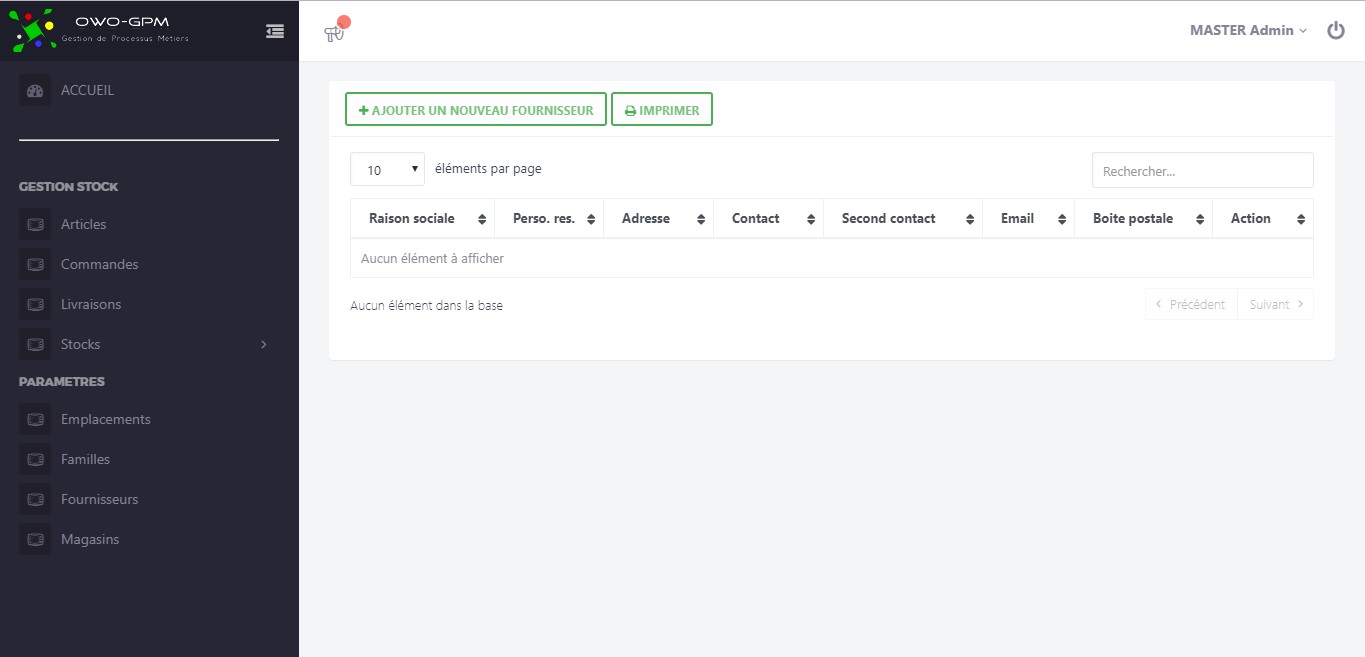 OWO-GPM
Gestion de Processus Métiers
MASTER Admin
ACCUEIL
GESTION STOCK
Articles
Commandes
Livraisons
Stocks
PARAMETRES
Emplacements
Familles
Fournisseurs
Magasins
AJOUTER UN NOUVEAU FOURNISSEUR
IMPRIMER
10 éléments par page
Rechercher...
Raison sociale Perso. res. Adresse Contact Second contact Email Boite postale Action
Aucun élément à afficher
Aucun élément dans la base
Précédent Suivant